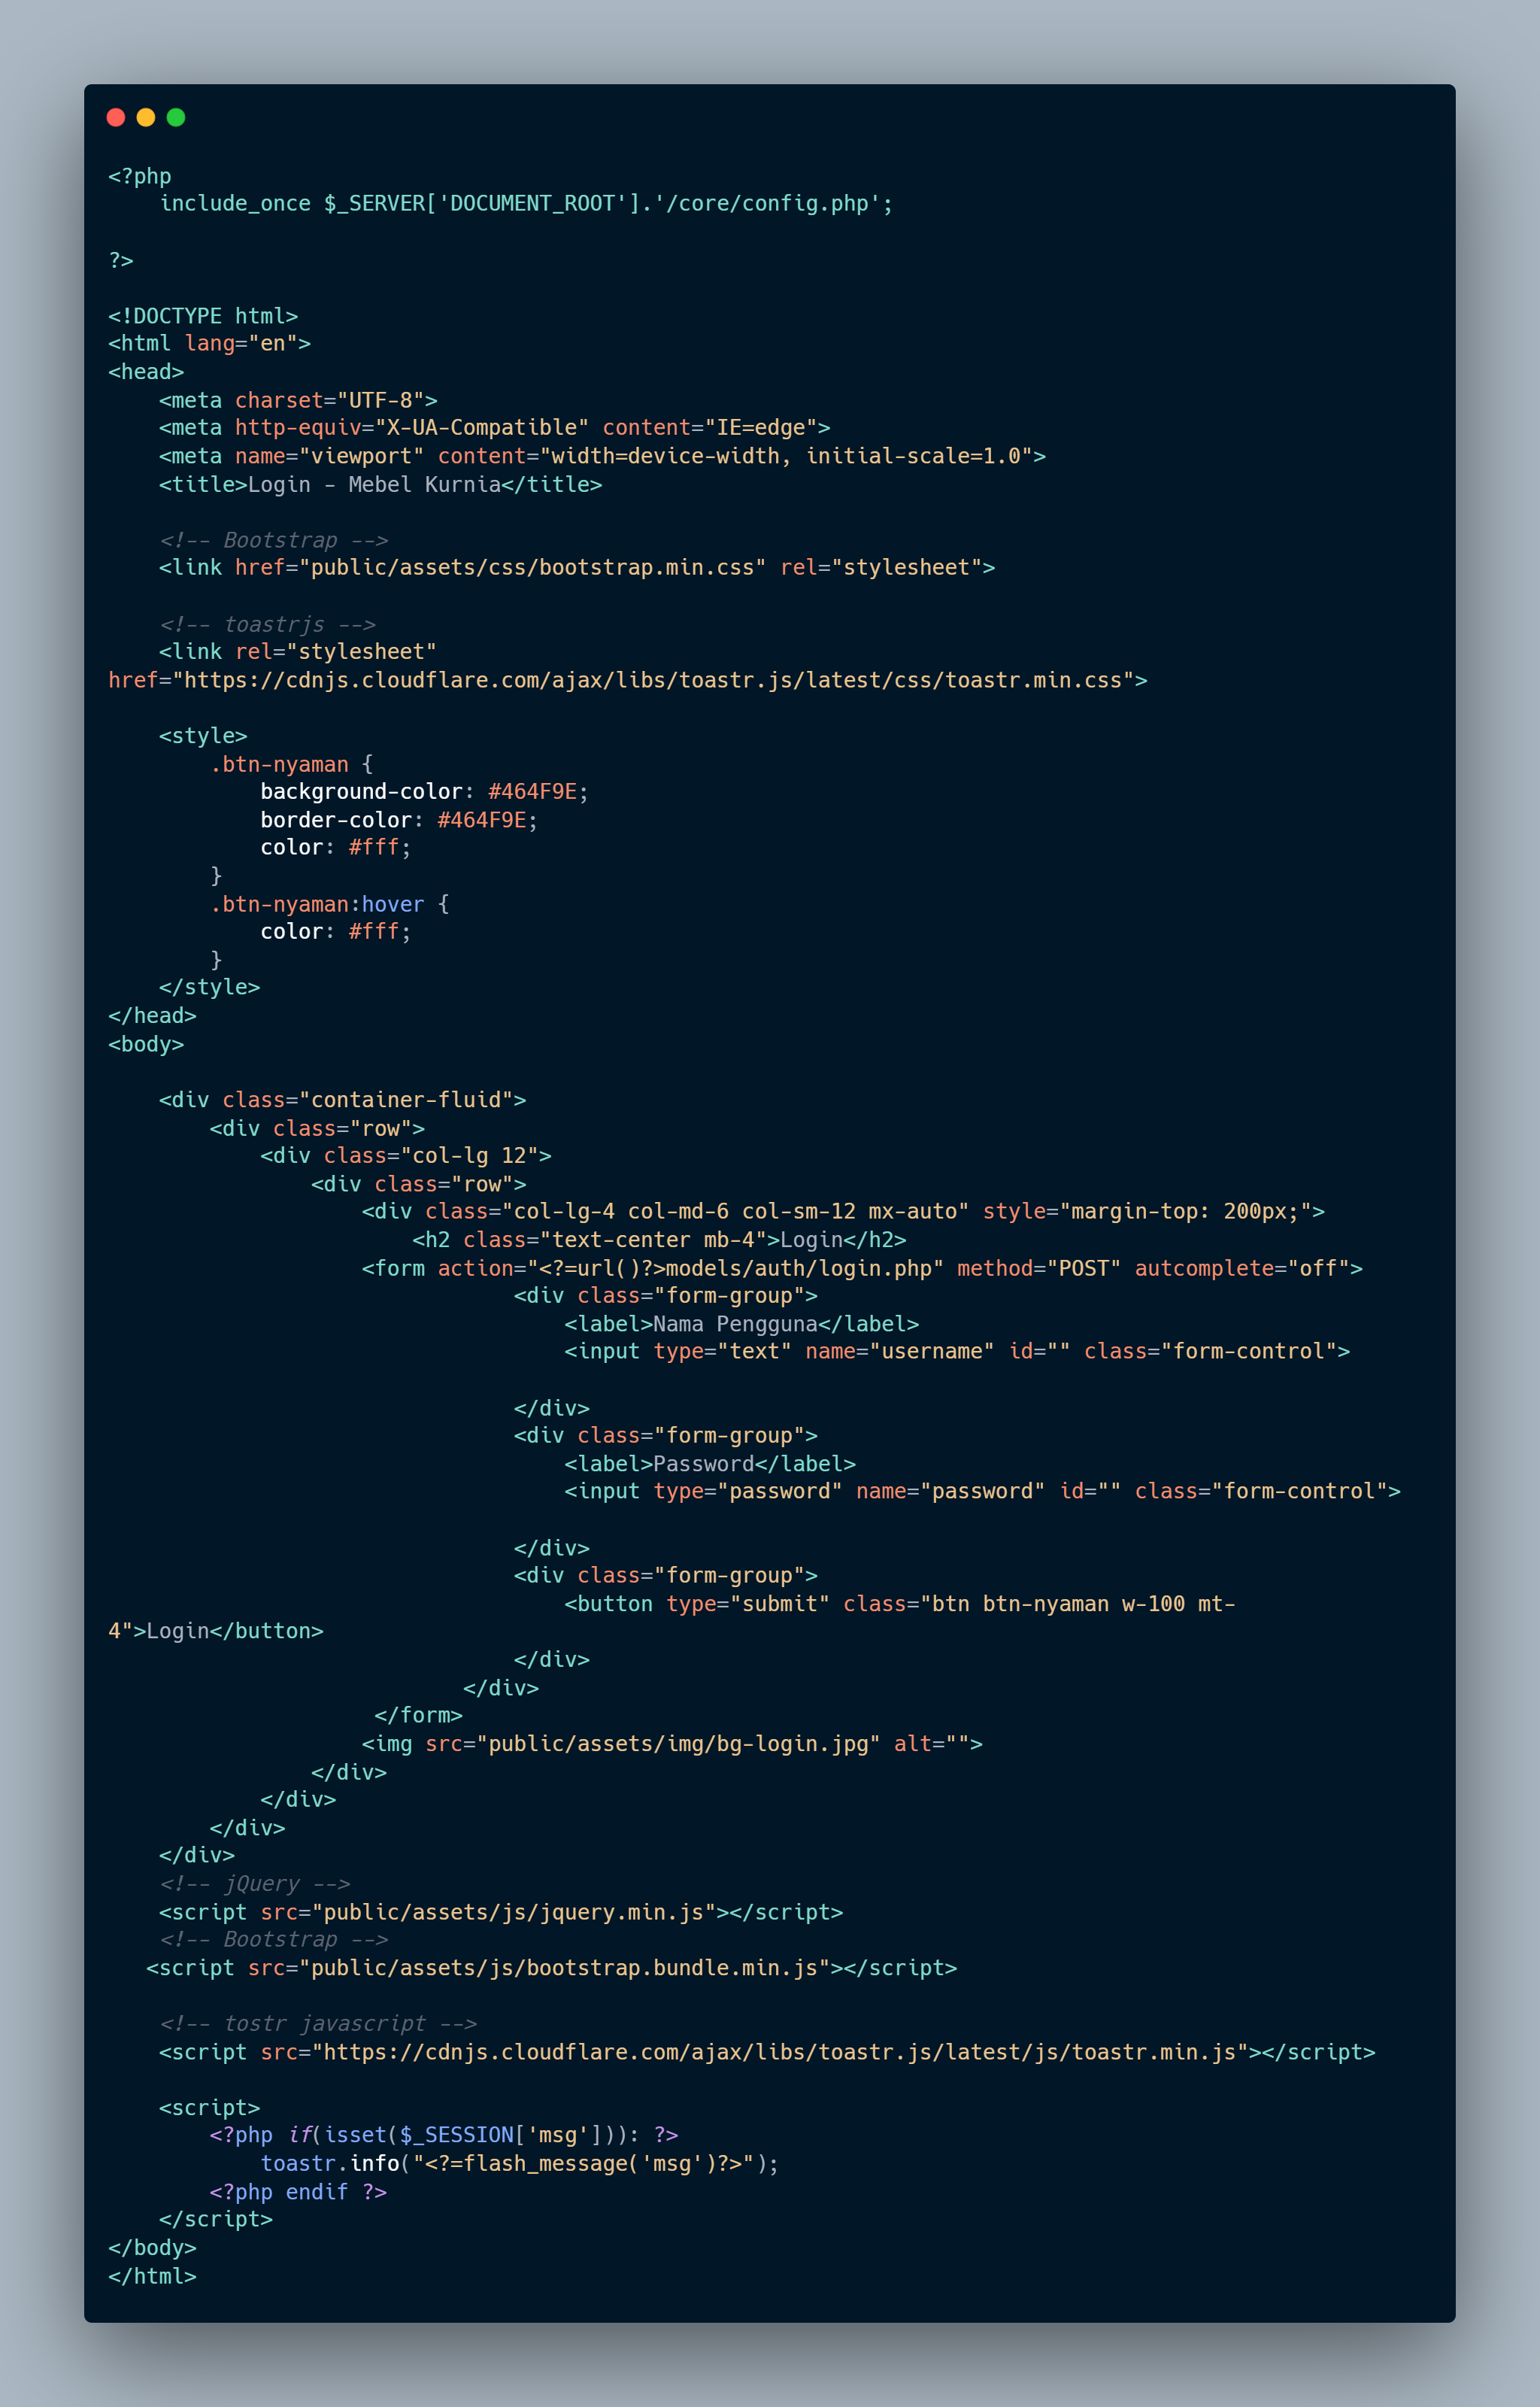 <?php
    include_once $_SERVER['DOCUMENT_ROOT'].'/core/config.php';

?>

<!DOCTYPE html>
<html lang="en">
<head>
    <meta charset="UTF-8">
    <meta http-equiv="X-UA-Compatible" content="IE=edge">
    <meta name="viewport" content="width=device-width, initial-scale=1.0">
    <title>Login - Mebel Kurnia</title>

    <!-- Bootstrap -->
    <link href="public/assets/css/bootstrap.min.css" rel="stylesheet">

    <!-- toastrjs -->
    <link rel="stylesheet"
href="https://cdnjs.cloudflare.com/ajax/libs/toastr.js/latest/css/toastr.min.css">

    <style>
        .btn-nyaman {
            background-color: #464F9E;
            border-color: #464F9E;
            color: #fff;
        }
        .btn-nyaman:hover {
            color: #fff;
        }
    </style>
</head>
<body>

    <div class="container-fluid">
        <div class="row">
            <div class="col-lg 12">
                <div class="row">
                    <div class="col-lg-4 col-md-6 col-sm-12 mx-auto" style="margin-top: 200px;">
                        <h2 class="text-center mb-4">Login</h2>
                    <form action="<?=url()?>models/auth/login.php" method="POST" autocomplete="off">
                                <div class="form-group">
                                    <label>Nama Pengguna</label>
                                    <input type="text" name="username" id="" class="form-control">

                                </div>
                                <div class="form-group">
                                    <label>Password</label>
                                    <input type="password" name="password" id="" class="form-control">

                                </div>
                                <div class="form-group">
                                    <button type="submit" class="btn btn-nyaman w-100 mt-
4">Login</button>
                                </div>
                            </div>
                     </form>
                    <img src="public/assets/img/bg-login.jpg" alt="">
                </div>
            </div>
        </div>
    </div>
    <!-- jQuery -->
    <script src="public/assets/js/jquery.min.js"></script>
    <!-- Bootstrap -->
   <script src="public/assets/js/bootstrap.bundle.min.js"></script>

    <!-- tostr javascript -->
    <script src="https://cdnjs.cloudflare.com/ajax/libs/toastr.js/latest/js/toastr.min.js"></script>

    <script>
        <?php if(isset($_SESSION['msg'])): ?>
            toastr.info("<?=flash_message('msg')?>");
        <?php endif ?>
    </script>
</body>
</html>